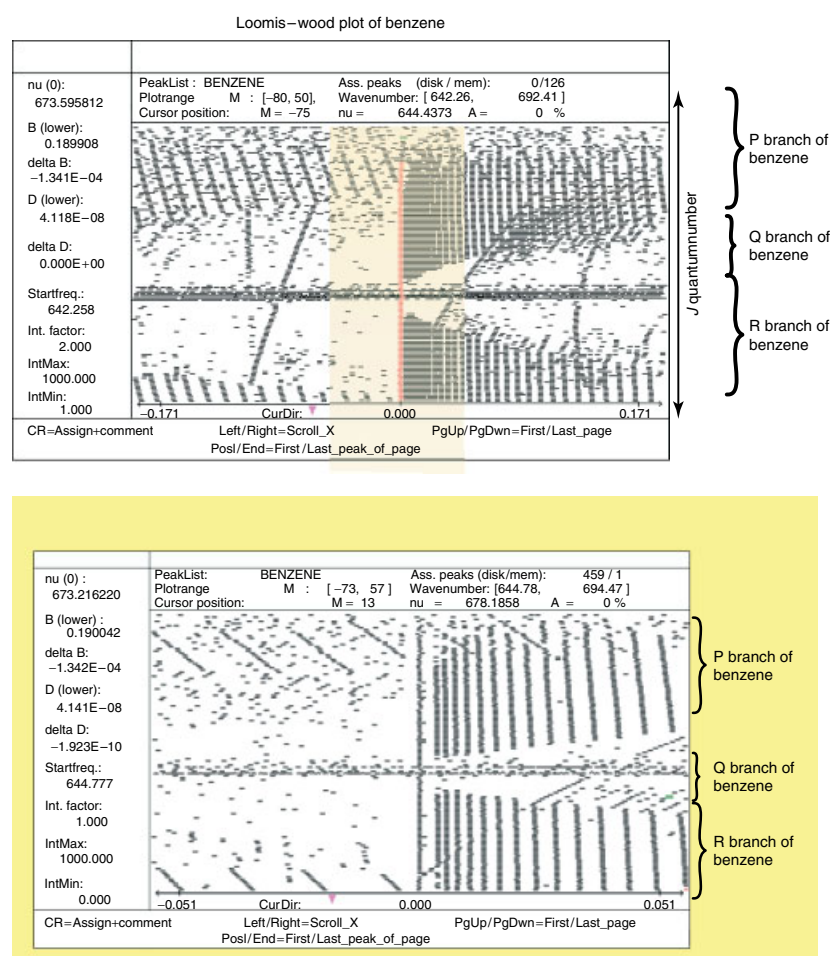 Loomis–wood plot of benzene
nu (0):
673.595812
B (lower):
0.189908
delta B:
−1.341E−04
D (lower):
4.118E−08
delta D:
0.000E+00
Startfreq.:
642.258
Int. factor:
2.000
IntMax:
1000.000
IntMin:
1.000
PeakList : BENZENE Ass. peaks (disk / mem): 0/126
Plotrange M : [−80, 50], Wavenumber: [ 642.26, 692.41 ]
Cursor position: M = −75 nu = 644.4373 A = 0 %
−0.171 CurDir: 0.000 0.171
CR=Assign+comment Left/Right=Scroll_X PgUp/PgDwn=First/Last_page
Posl/End=First/Last_peak_of_page
J quantumnumber
P branch of
benzene
Q branch of
benzene
R branch of
benzene
nu (0) :
673.216220
B (lower) :
0.190042
delta B:
−1.342E−04
D (lower):
4.141E−08
delta D:
−1.923E−10
Startfreq.:
644.777
Int. factor:
1.000
IntMax:
1000.000
IntMin:
0.000
PeakList: BENZENE Ass. peaks (disk/mem): 459 / 1
Plotrange M : [ −73, 57 ] Wavenumber: [644.78, 694.47 ]
Cursor position: M = 13 nu = 678.1858 A = 0 %
−0.051 CurDir: 0.000 0.051
CR=Assign+comment Left/Right=Scroll_X PgUp/PgDwn=First/Last_page
Posl/End=First/Last_peak_of_page
P branch of
benzene
Q branch of
benzene
R branch of
benzene